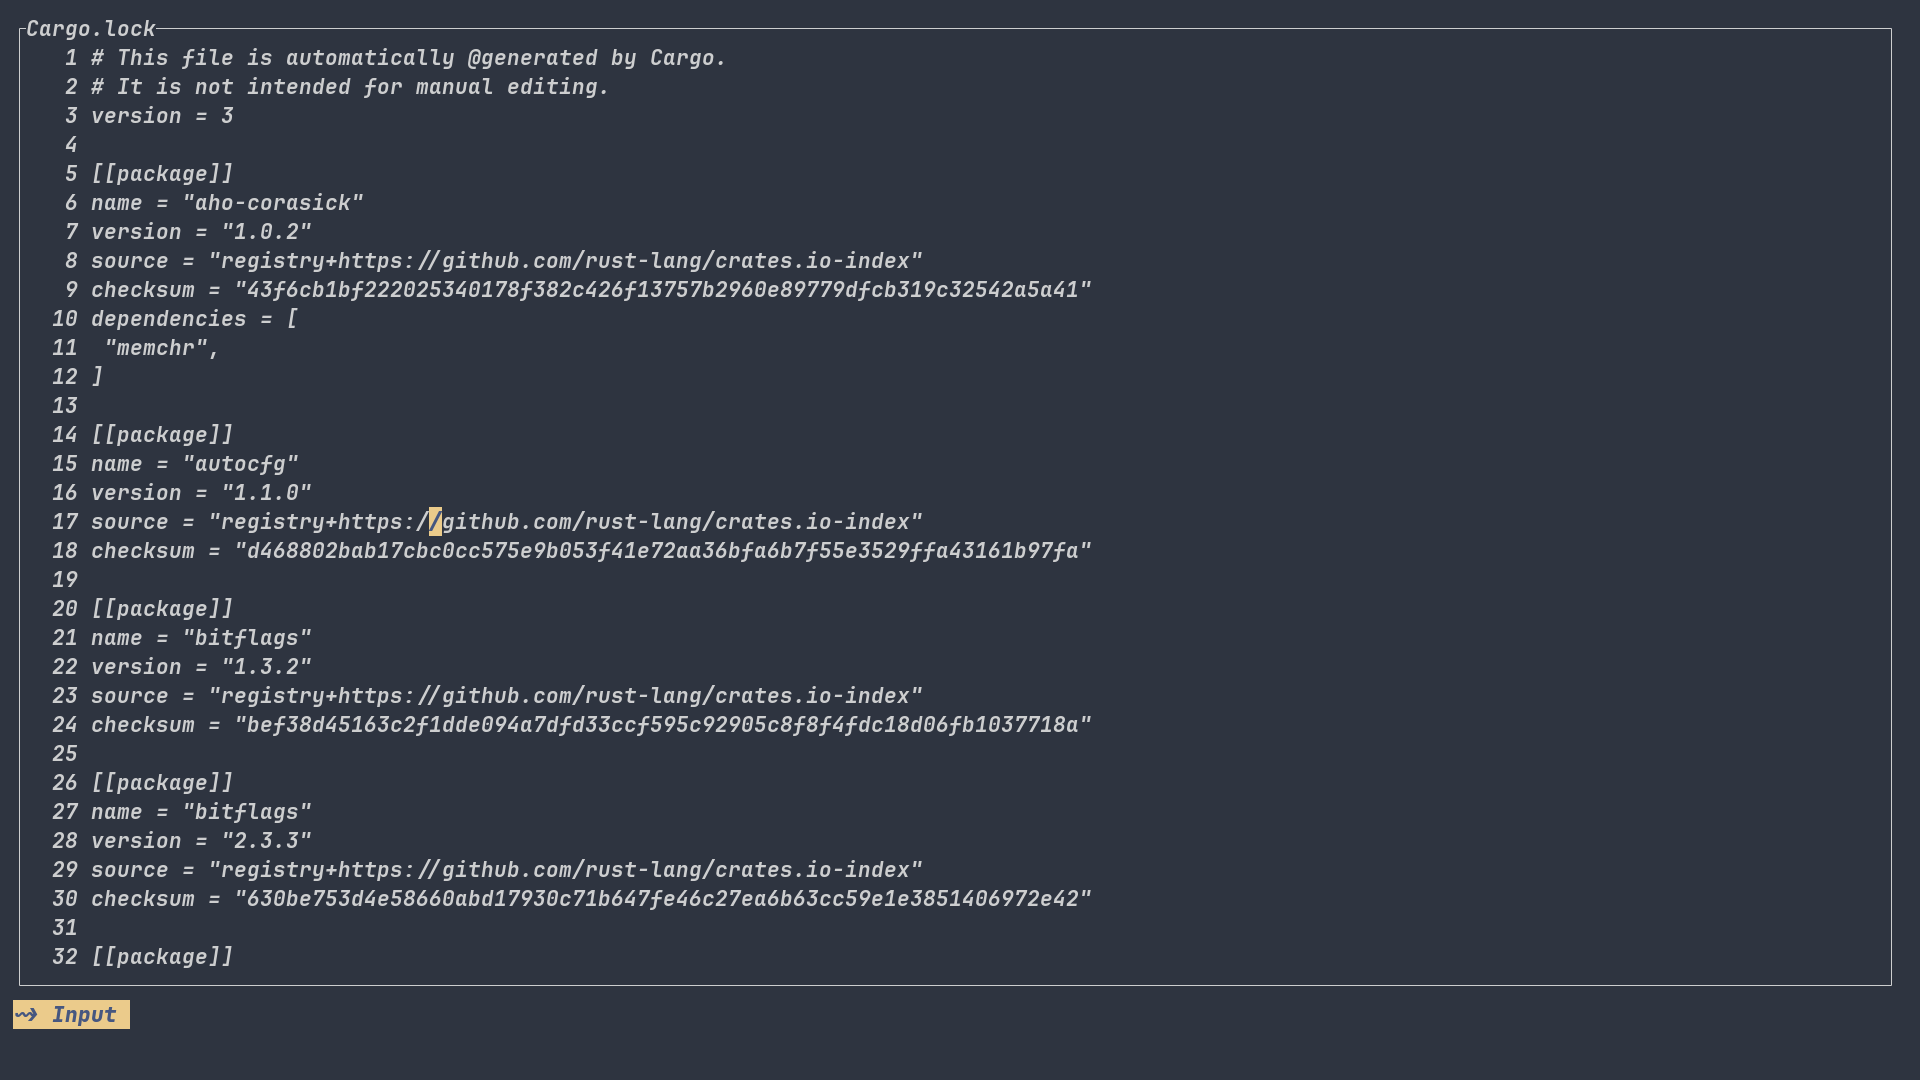 Cargo.lock
1 # This file is automatically @generated by Cargo.
2 # It is not intended for manual editing.
3 version = 3
4
5 [[package]]
6 name = "aho-corasick"
7 version = "1.0.2"
8 source = "registry+https://github.com/rust-lang/crates.io-index"
9 checksum = "43f6cb1bf222025340178f382c426f13757b2960e89779dfcb319c32542a5a41"
10 dependencies = [
11  "memchr",
12 ]
13
14 [[package]]
15 name = "autocfg"
16 version = "1.1.0"
17 source = "registry+https://github.com/rust-lang/crates.io-index"
18 checksum = "d468802bab17cbc0cc575e9b053f41e72aa36bfa6b7f55e3529ffa43161b97fa"
19
20 [[package]]
21 name = "bitflags"
22 version = "1.3.2"
23 source = "registry+https://github.com/rust-lang/crates.io-index"
24 checksum = "bef38d45163c2f1dde094a7dfd33ccf595c92905c8f8f4fdc18d06fb1037718a"
25
26 [[package]]
27 name = "bitflags"
28 version = "2.3.3"
29 source = "registry+https://github.com/rust-lang/crates.io-index"
30 checksum = "630be753d4e58660abd17930c71b647fe46c27ea6b63cc59e1e3851406972e42"
31
32 [[package]]
⇝ Input